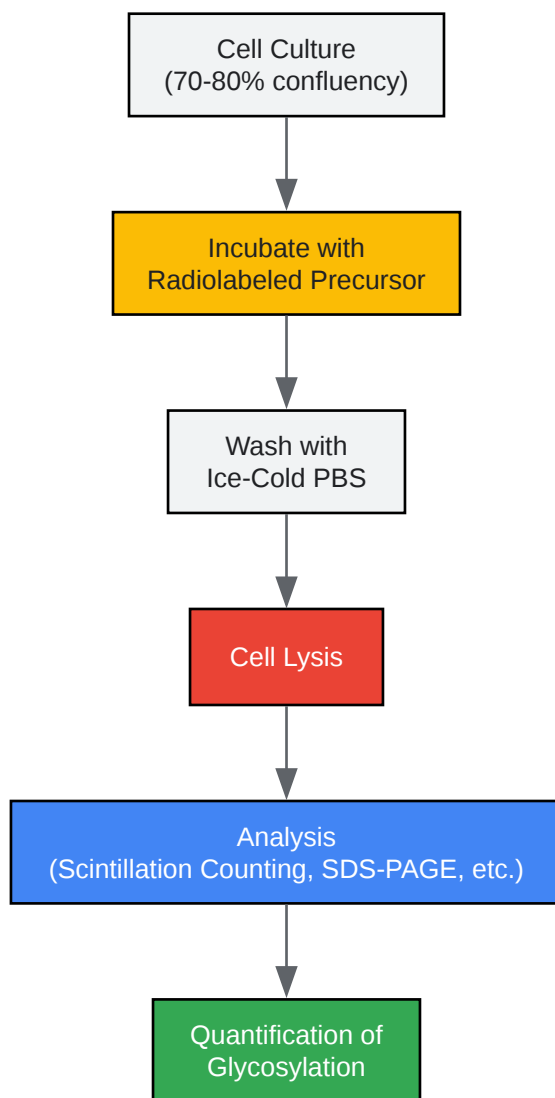 Cell Culture
(70-80% confluency)
Incubate with
Radiolabeled Precursor
Wash with
Ice-Cold PBS
Cell Lysis
Analysis
(Scintillation Counting, SDS-PAGE, etc.)
Quantification of
Glycosylation